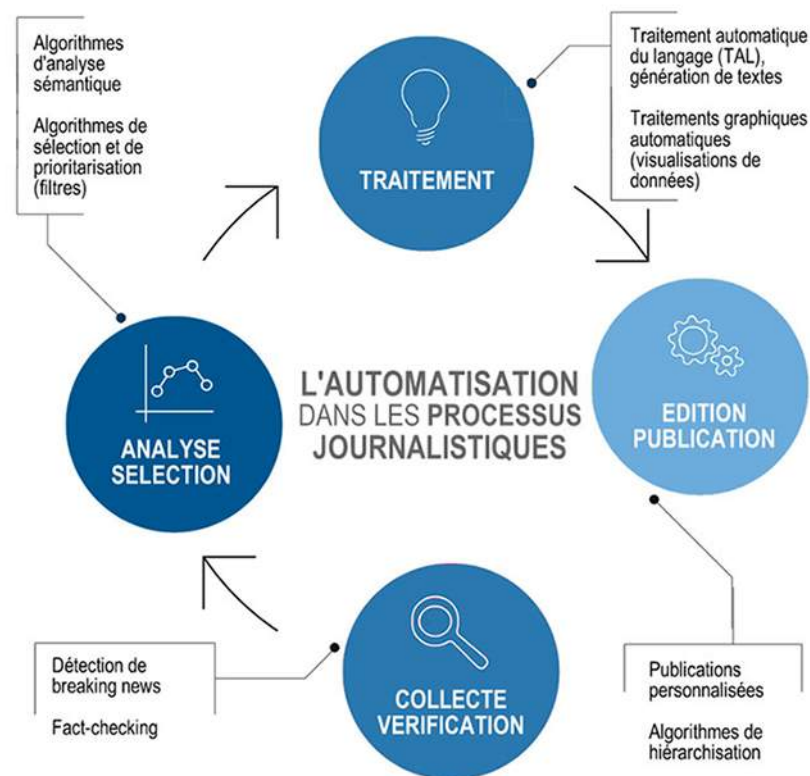 Algorithmes
d'analyse
sémantique
Algorithmes de
sélection et de
prioritarisation
(filtres)
TRAITEMENT
Traitement automatique
du langage (TAL),
génération de textes
Traitements graphiques
automatiques
(visualisations de
données)
ANALYSE
SELECTION
L'AUTOMATISATION
DANS LES PROCESSUS
JOURNALISTIQUES
EDITION
PUBLICATION
Détection de
breaking news
Fact-checking
COLLECTE
VERIFICATION
Publications
personnalisées
Algorithmes de
hiérarchisation